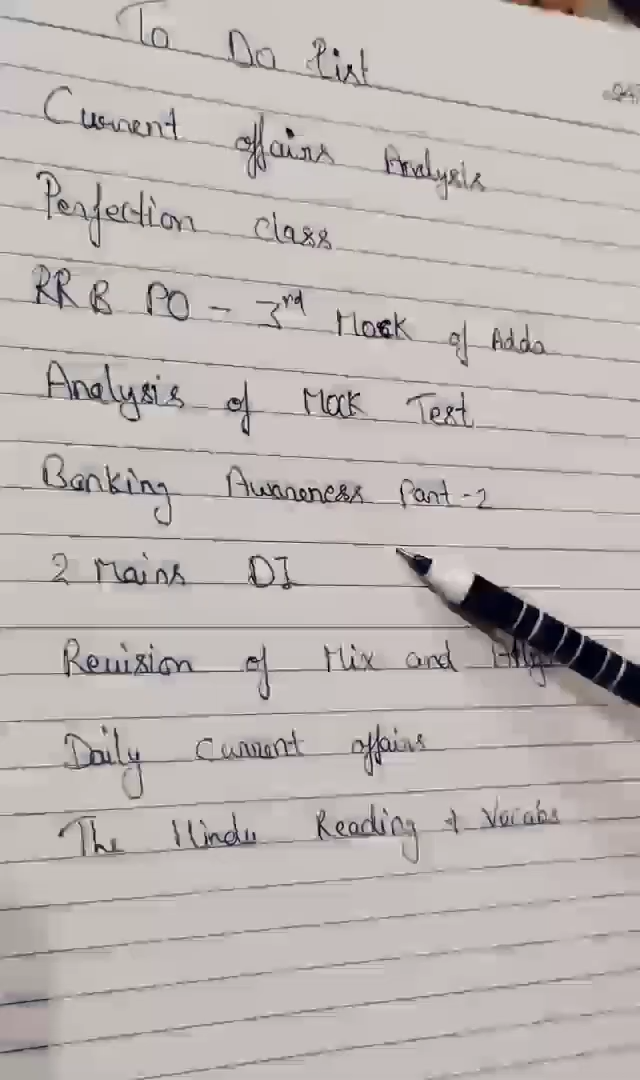 To Do List
Current affairs Analysis
Perfection class
RRB PO - 3rd Mock of Adda
Analysis of Mock Test
Banking Awareness Part-2
2 Mains DI
Revision of Mix and
Daily Current affairs
The Hindu Reading & Vocabs